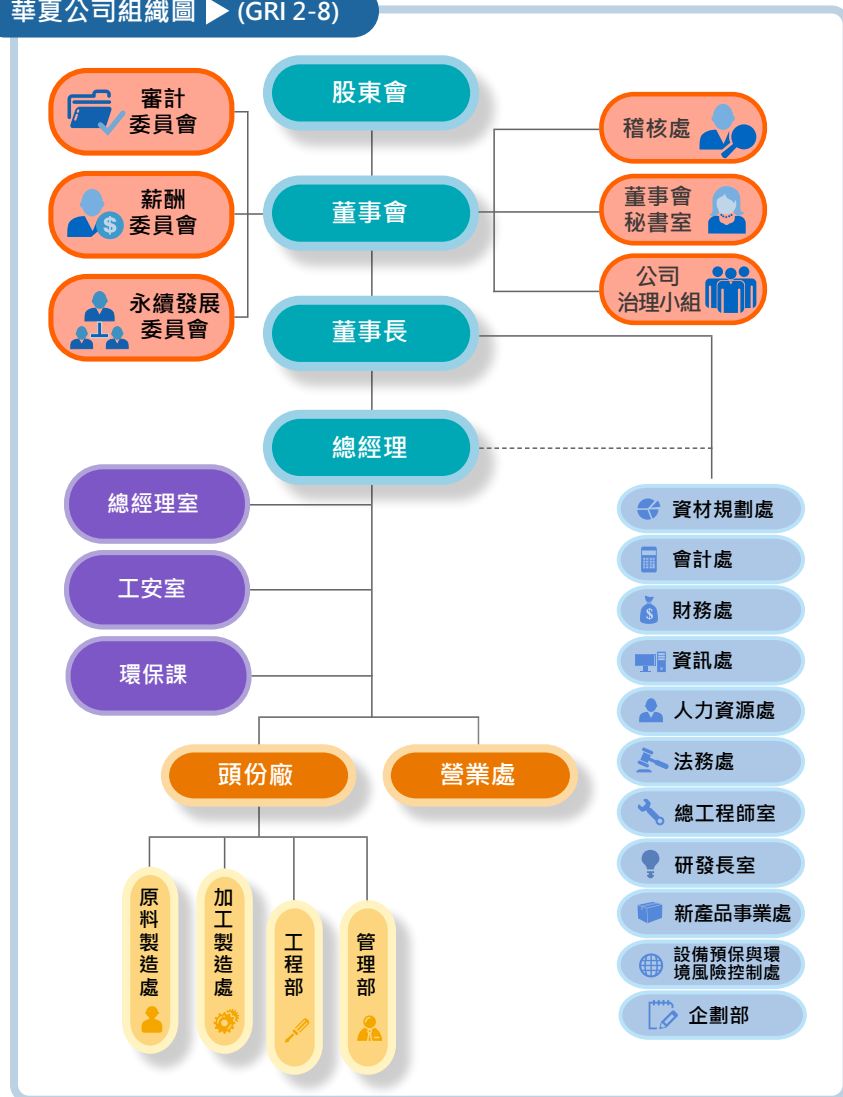 華夏公司組織圖 ▶ (GRI 2-8)
股東會
審計
委員會
稽核處
薪酬
委員會
董事會
董事會
秘書室
永續發展
委員會
董事長
公司
治理小組
總經理
總經理室
工安室
環保課
資材規劃處
會計處
財務處
資訊處
人力資源處
法務處
總工程師室
研發長室
新產品事業處
設備預保與環
境風險控制處
企劃部
頭份廠
營業處
原料製造處
加工製造處
工程部
管理部
$
$